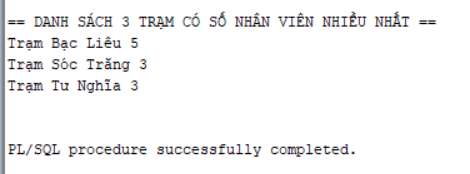 == DANH SÁCH 3 TRẠM CÓ SỐ NHÂN VIÊN NHIỀU NHẤT ==
Trạm Bạc Liêu 5
Trạm Sóc Trăng 3
Trạm Tư Nghĩa 3
PL/SQL procedure successfully completed.